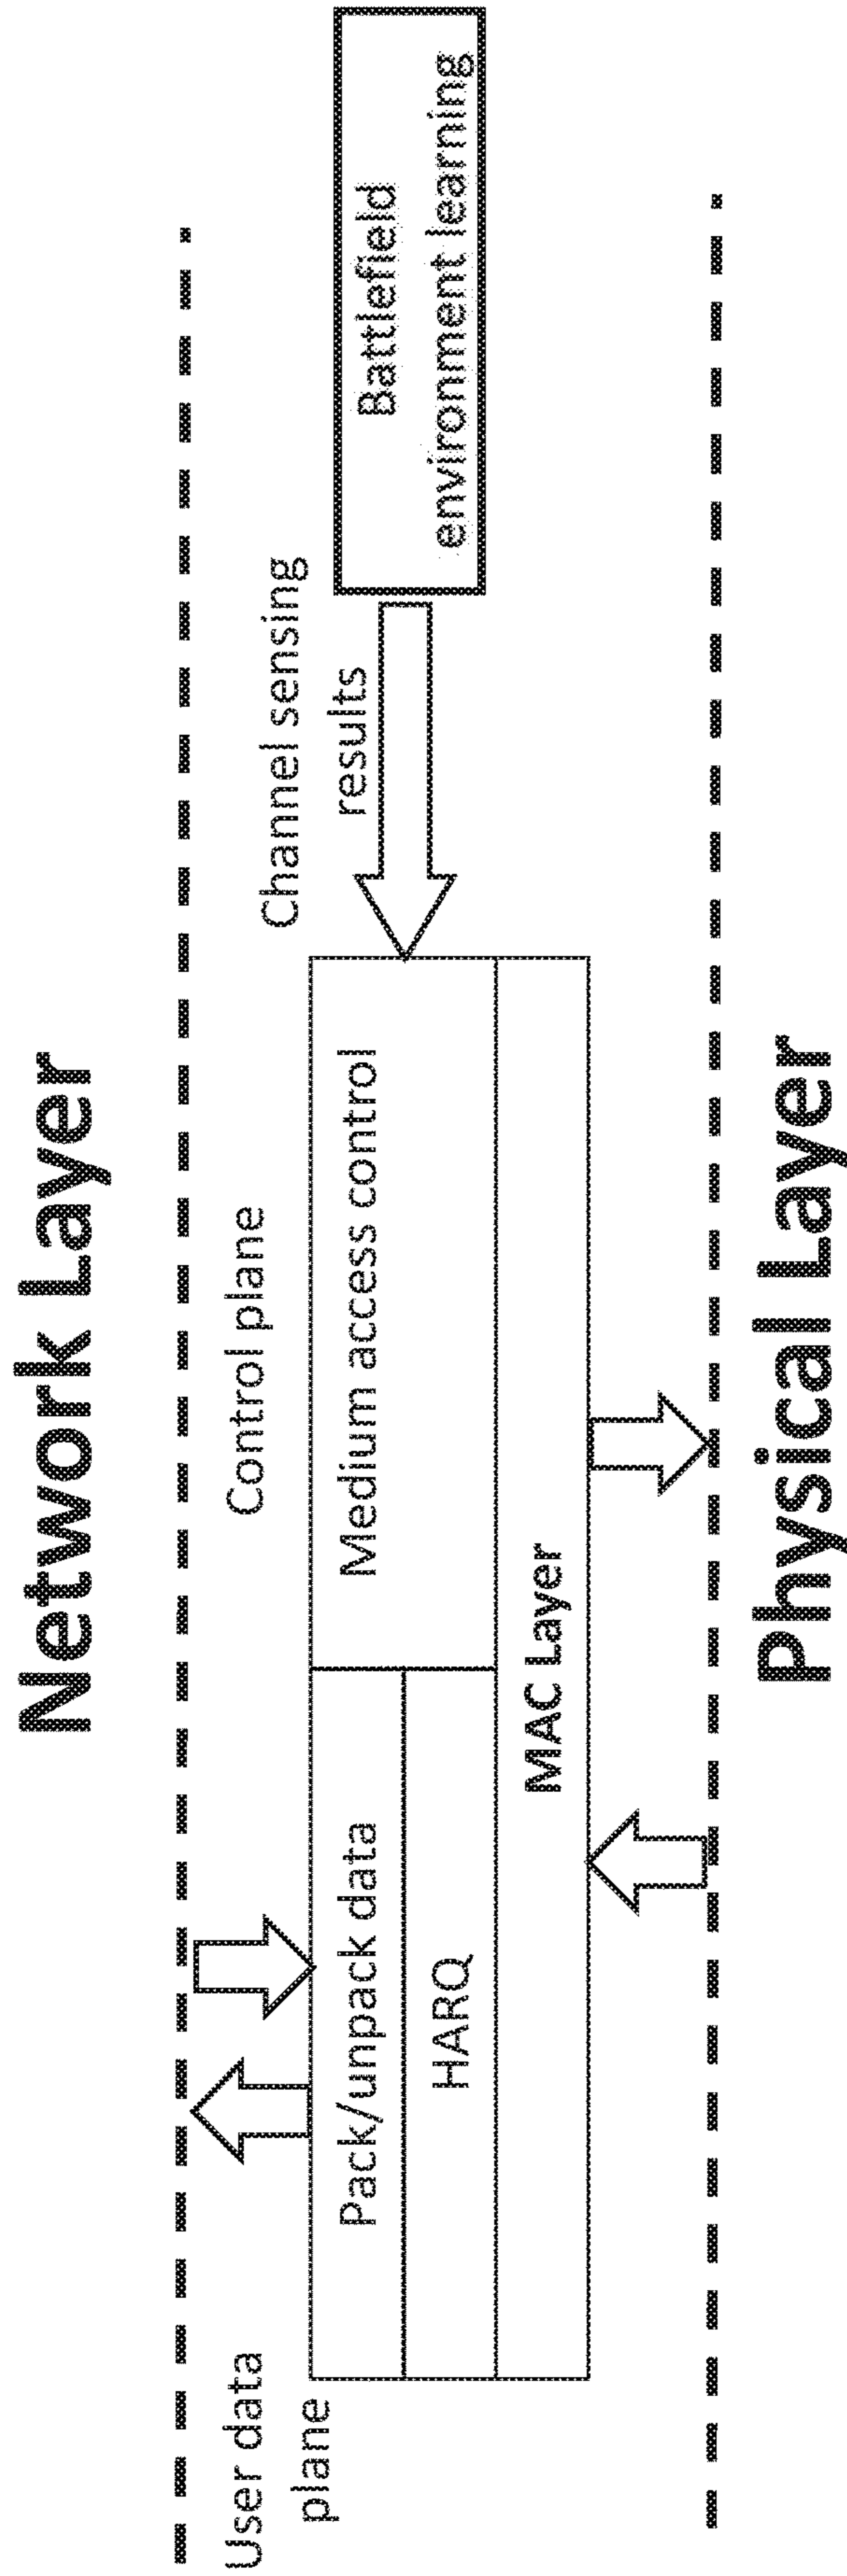 Network Layer
User data
plane
Control plane
Channel sensing
results
Pack/unpack data
HARQ
Medium access control
MAC Layer
Battlefield
environment learning
Physical Layer